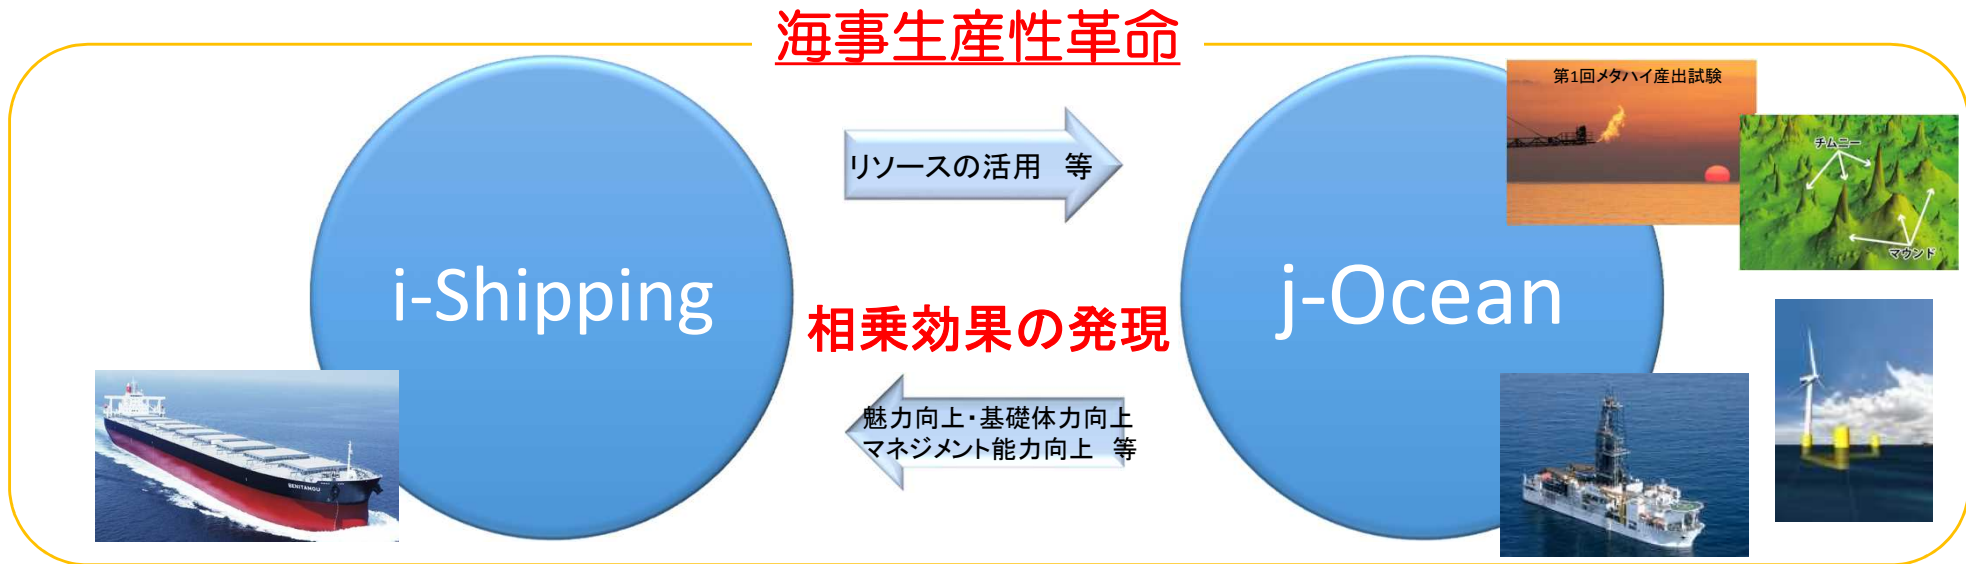 海事生産性革命
i-Shipping
リソースの活用　等
相乗効果の発現
魅力向上・基礎体力向上
マネジメント能力向上　等
j-Ocean
第1回メタハイ産出試験
チムニー
マウンド
BENITAMOU